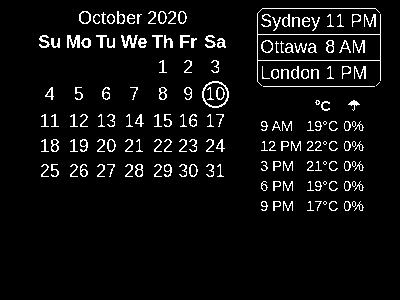 October 2020
Su Mo Tu We Th Fr Sa
1 2 3
4 5 6 7 8 9 10
11 12 13 14 15 16 17
18 19 20 21 22 23 24
25 26 27 28 29 30 31
Sydney 11 PM
Ottawa 8 AM
London 1 PM
°C ☂
9 AM 19°C 0%
12 PM 22°C 0%
3 PM 21°C 0%
6 PM 19°C 0%
9 PM 17°C 0%